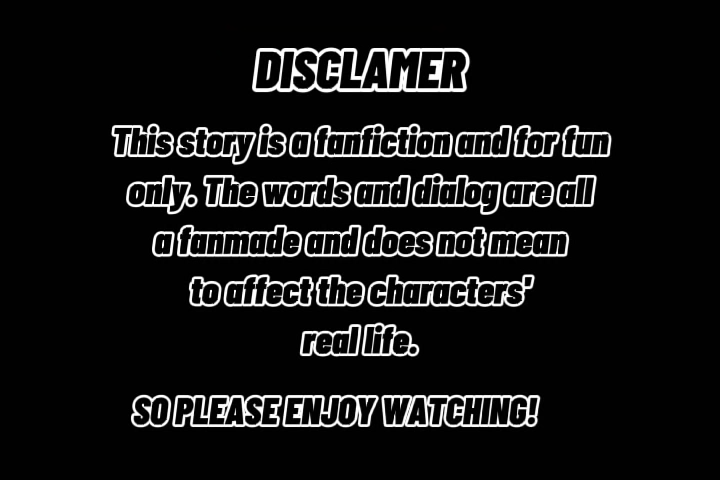 DISCLAMER
This story is a fanfiction and for fun
only. The words and dialog are all
a fanmade and does not mean
to affect the characters'
real life.
SO PLEASE ENJOY WATCHING!